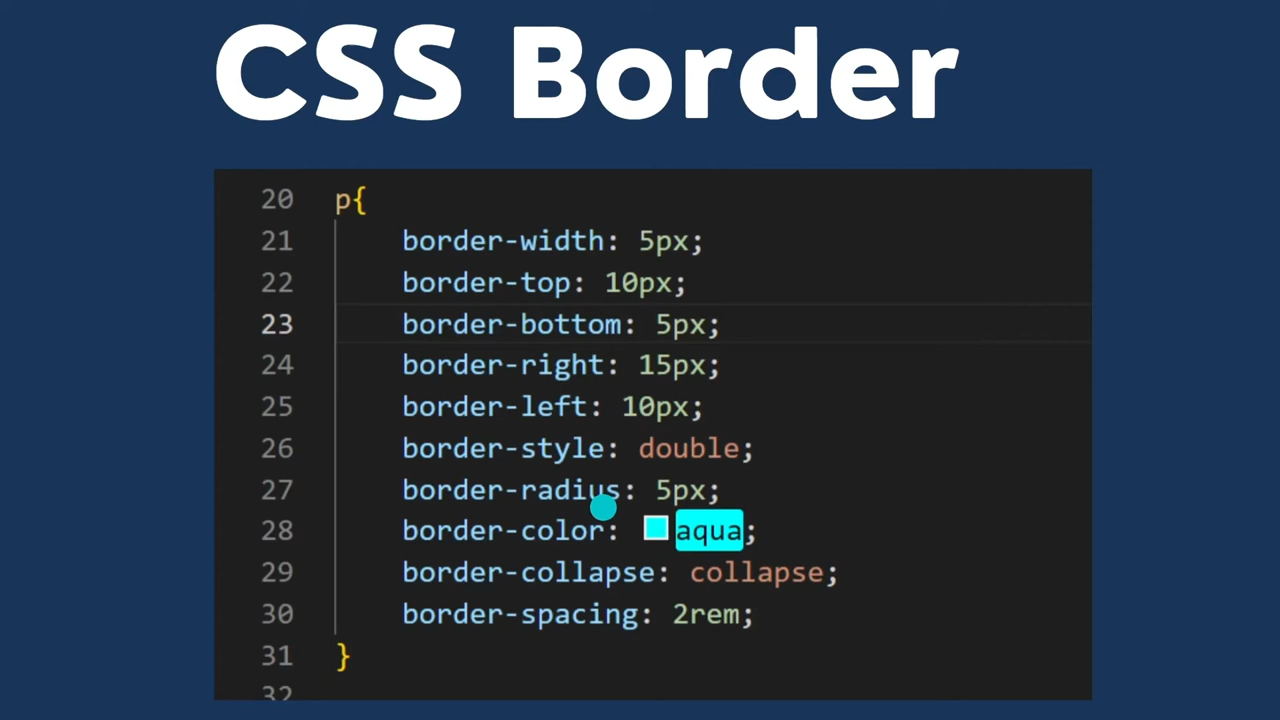 CSS Border
20 p{
21 border-width: 5px;
22 border-top: 10px;
23 border-bottom: 5px;
24 border-right: 15px;
25 border-left: 10px;
26 border-style: double;
27 border-radius: 5px;
28 border-color: aqua;
29 border-collapse: collapse;
30 border-spacing: 2rem;
31 }
32